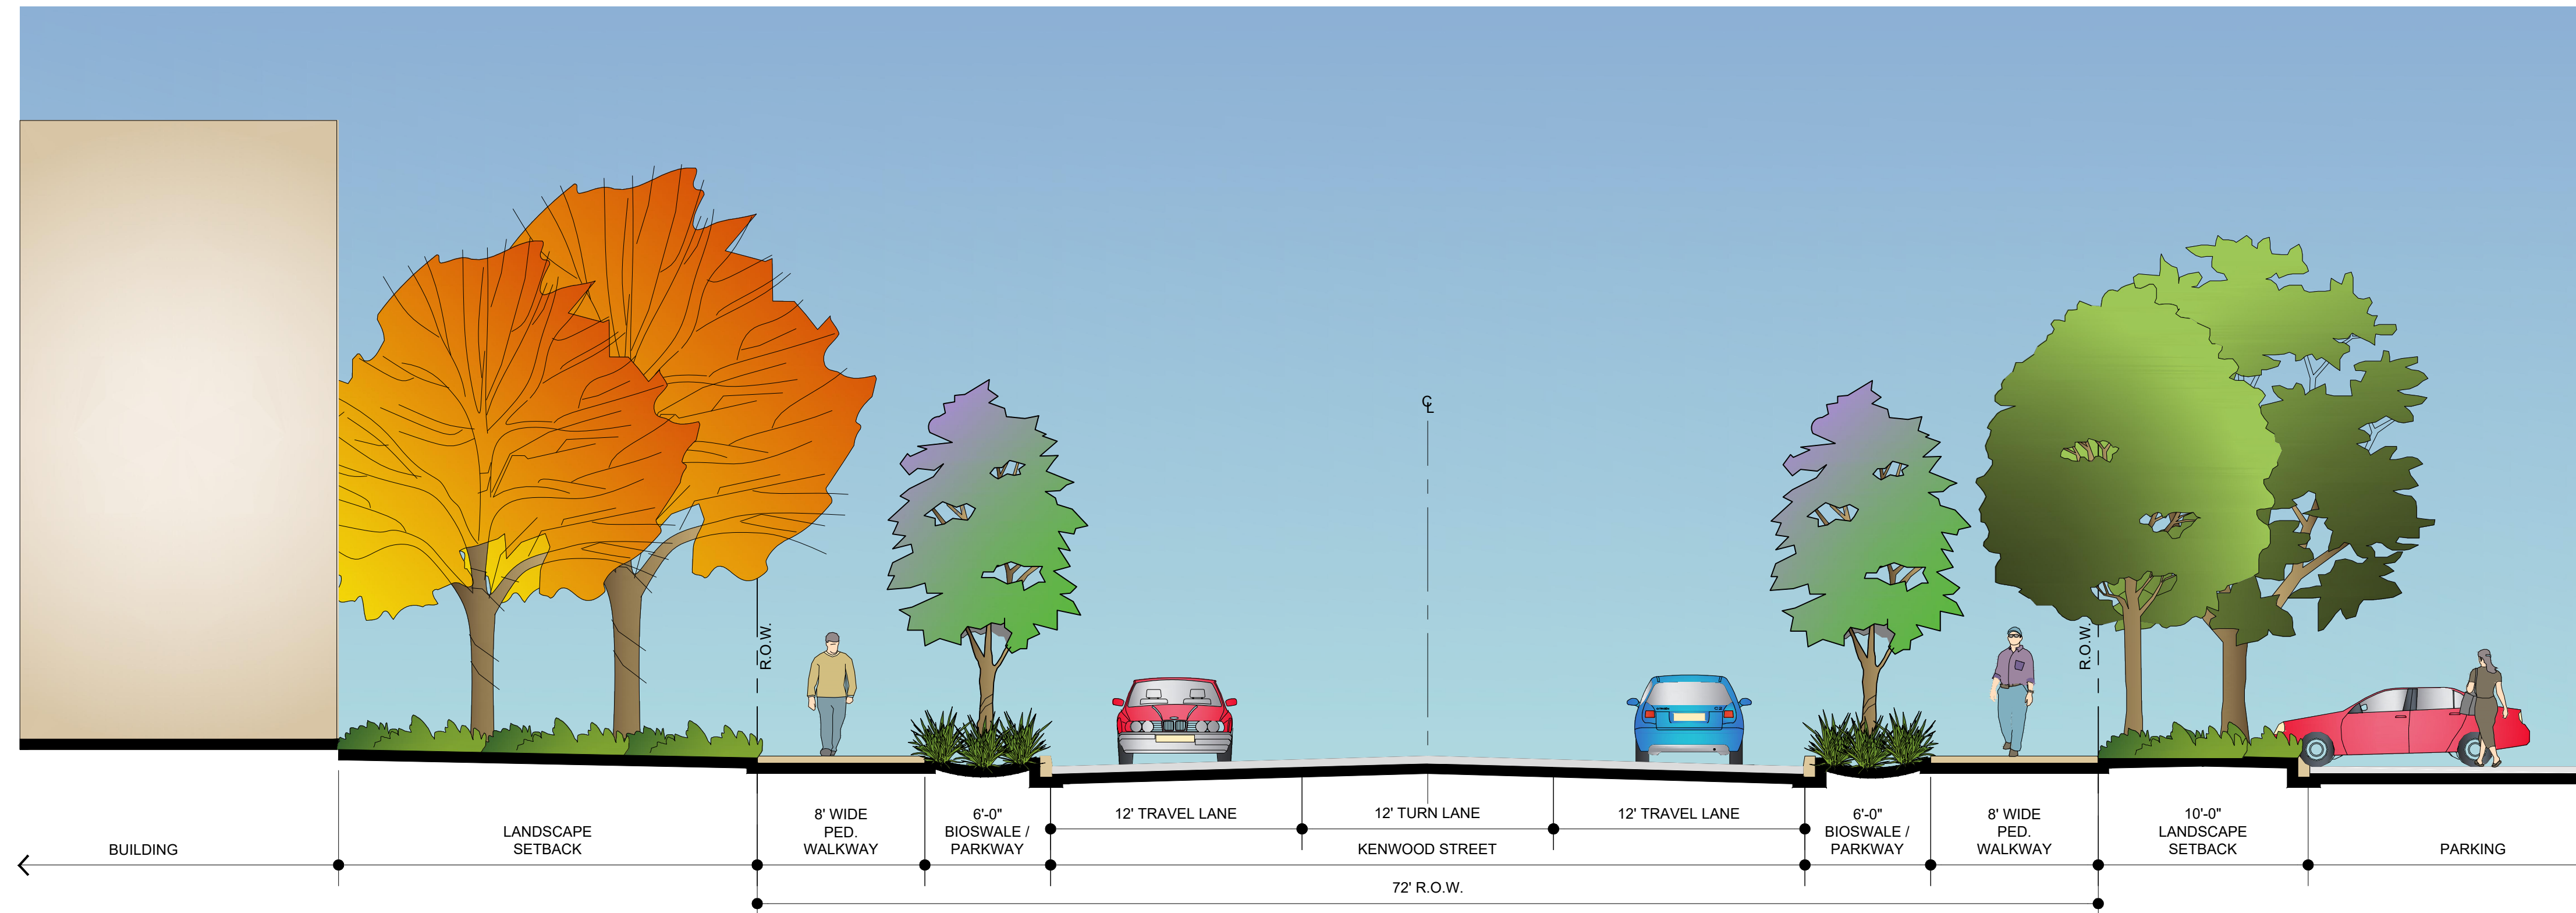 ℄
R.O.W.
R.O.W.
BUILDING
LANDSCAPE
SETBACK
8' WIDE
PED.
WALKWAY
6'-0"
BIOSWALE /
PARKWAY
12' TRAVEL LANE
12' TURN LANE
12' TRAVEL LANE
KENWOOD STREET
6'-0"
BIOSWALE /
PARKWAY
8' WIDE
PED.
WALKWAY
10'-0"
LANDSCAPE
SETBACK
PARKING
72' R.O.W.